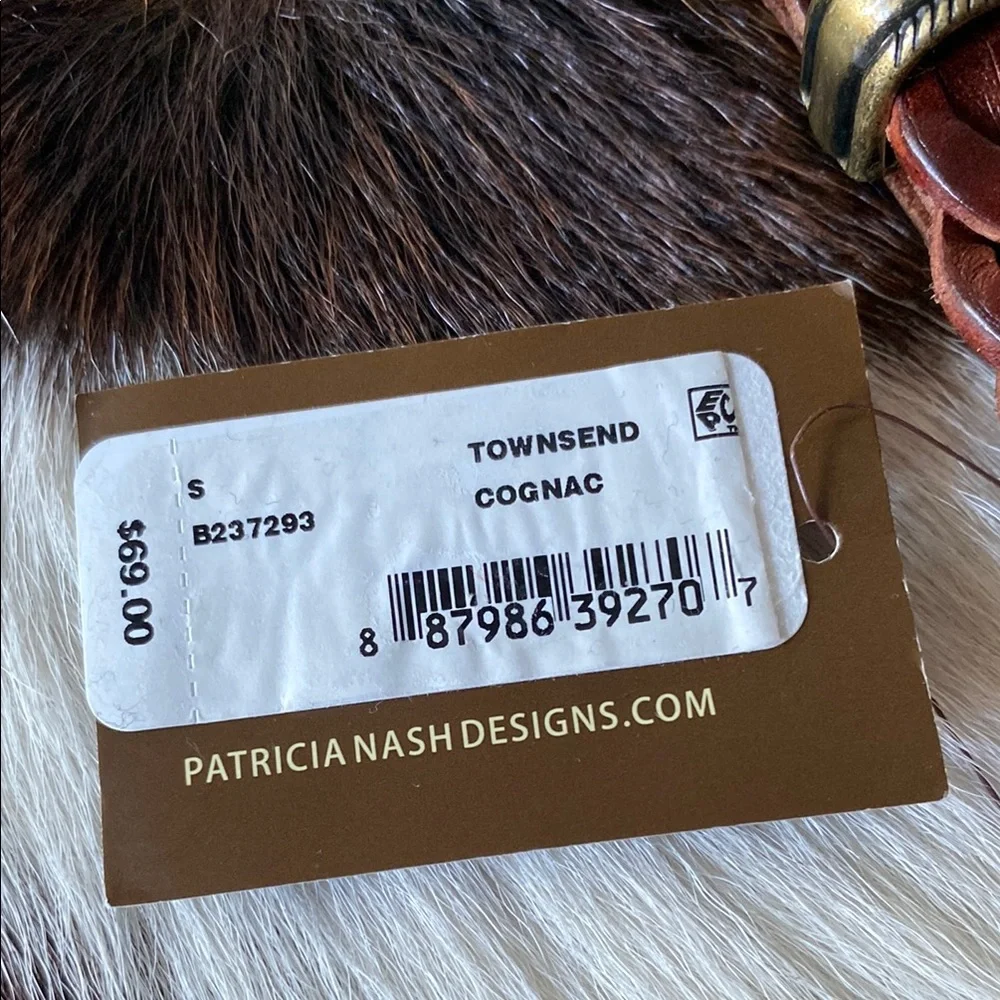 $69.00
S
B237293
TOWNSEND
COGNAC
8 87986 39270 7
PATRICIA NASH DESIGNS.COM